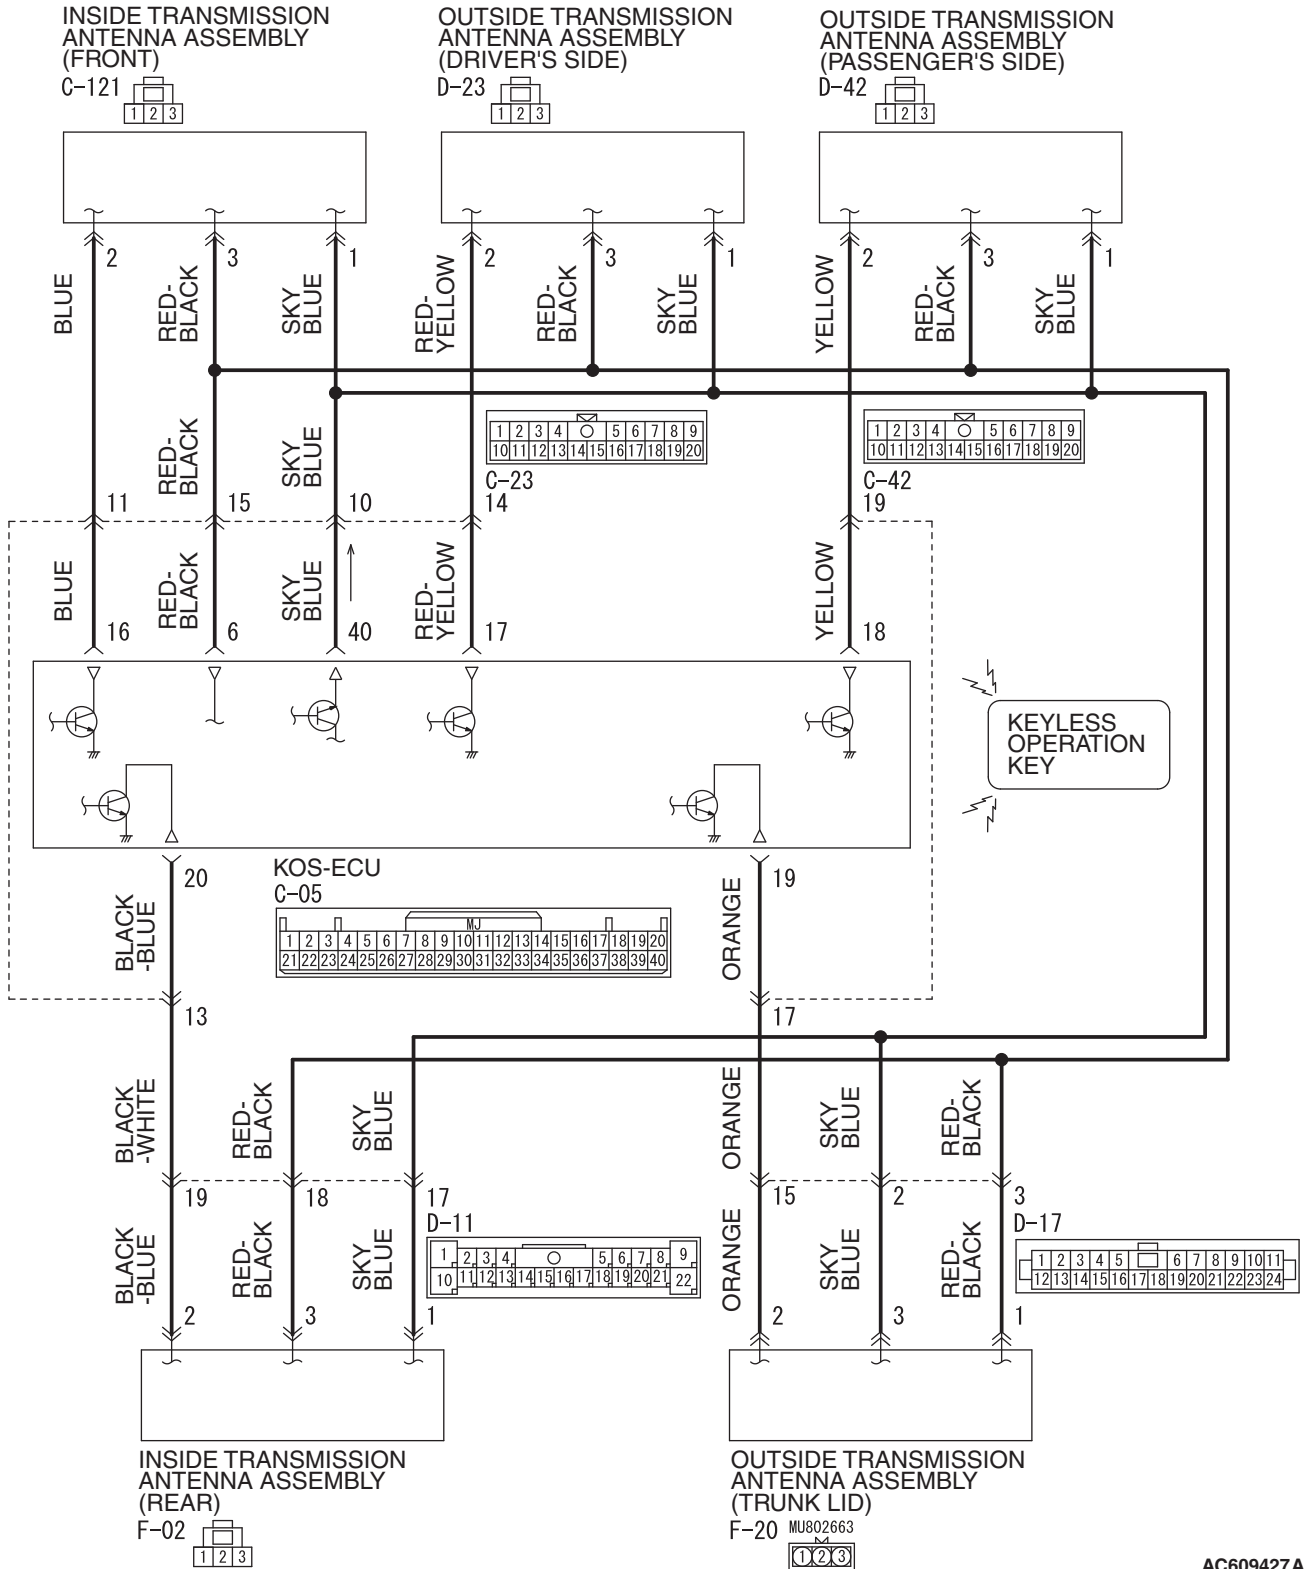 INSIDE TRANSMISSION
ANTENNA ASSEMBLY
(FRONT)
C-121
1 2 3
OUTSIDE TRANSMISSION
ANTENNA ASSEMBLY
(DRIVER'S SIDE)
D-23
1 2 3
OUTSIDE TRANSMISSION
ANTENNA ASSEMBLY
(PASSENGER'S SIDE)
D-42
1 2 3
2 3 1 2 3 1 2 3 1
BLUE
RED-
BLACK
SKY
BLUE
RED-
YELLOW
RED-
BLACK
SKY
BLUE
YELLOW
RED-
BLACK
SKY
BLUE
RED-
BLACK
SKY
BLUE
1 2 3 4 5 6 7 8 9
10 11 12 13 14 15 16 17 18 19 20
C-23
1 2 3 4 5 6 7 8 9
10 11 12 13 14 15 16 17 18 19 20
C-42
11 15 10 14 19
BLUE
RED-
BLACK
SKY
BLUE
RED-
YELLOW
YELLOW
16 6 40 17 18
KEYLESS
OPERATION
KEY
20
KOS-ECU
C-05
MJ
1 2 3 4 5 6 7 8 9 10 11 12 13 14 15 16 17 18 19 20
21 22 23 24 25 26 27 28 29 30 31 32 33 34 35 36 37 38 39 40
19
BLACK
-BLUE
ORANGE
13 17
BLACK
-WHITE
RED-
BLACK
SKY
BLUE
ORANGE
SKY
BLUE
RED-
BLACK
19 18 17 15 2 3
D-11
1 2 3 4 5 6 7 8 9
10 11 12 13 14 15 16 17 18 19 20 21 22
D-17
1 2 3 4 5 6 7 8 9 10 11
12 13 14 15 16 17 18 19 20 21 22 23 24
BLACK
-BLUE
RED-
BLACK
SKY
BLUE
ORANGE
SKY
BLUE
RED-
BLACK
2 3 1 2 3 1
INSIDE TRANSMISSION
ANTENNA ASSEMBLY
(REAR)
F-02
1 2 3
OUTSIDE TRANSMISSION
ANTENNA ASSEMBLY
(TRUNK LID)
F-20 MU802663
1 2 3
AC609427A